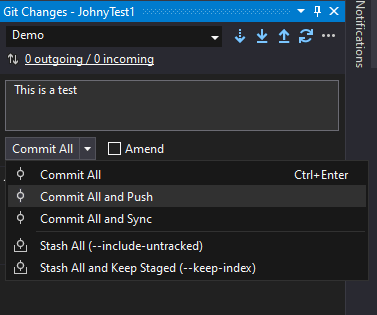 Git Changes - JohnyTest1
Notifications
Demo
0 outgoing / 0 incoming
This is a test
Commit All
Amend
Commit All Ctrl+Enter
Commit All and Push
Commit All and Sync
Stash All (--include-untracked)
Stash All and Keep Staged (--keep-index)